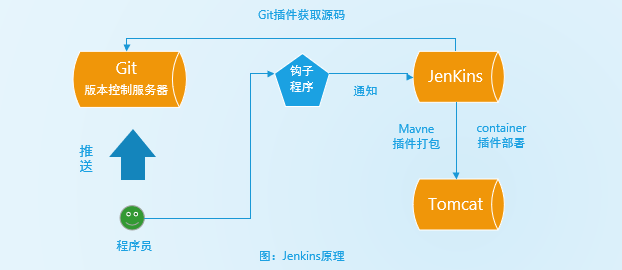 Git插件获取源码
Git
版本控制服务器
钩子
程序
通知
JenKins
推
送
Mavne
插件打包
container
插件部署
Tomcat
程序员
图：Jenkins原理